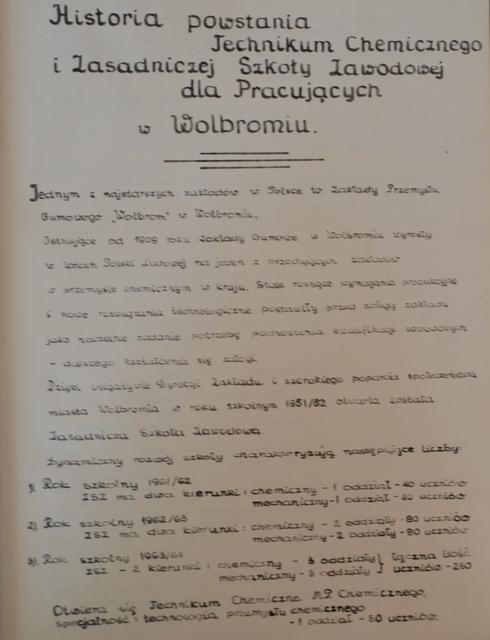 Historia powstania
Technikum Chemicznego
i Zasadniczej Szkoły Zawodowej
dla Pracujących
w Wolbromiu.
Jednym z najstarszych zakładów w Polsce to Zakłady Przemysłu
Gumowego „Wolbrom" w Wolbromiu.
Istniejące od 1908 roku Zakłady Gumowe w Wolbromiu wyrosły
w latach Polski Ludowej na jeden z przodujących zakładów
w przemyśle chemicznym w kraju. Stale rosnące wymagania produkcyjne
i nowe rozwiązania technologiczne postawiły przed załogą zakładu
jako naczelne zadanie potrzebę podnoszenia kwalifikacji zawodowych
- dalszego kształcenia się załogi.
Dzięki inicjatywie Dyrekcji Zakładu i szerokiego poparcia społeczeństwa
miasta Wolbromia w roku szkolnym 1961/62 otwarta została
Zasadnicza Szkoła Zawodowa.
Dynamiczny rozwój szkoły charakteryzują następujące liczby:
1) Rok szkolny 1961/62
ZSZ ma dwa kierunki: chemiczny - 1 oddział - 40 uczniów
mechaniczny - 1 oddział - 40 uczniów
2) Rok szkolny 1962/63
ZSZ ma dwa kierunki: chemiczny - 2 oddziały - 80 uczniów
mechaniczny - 2 oddziały - 80 uczniów
3) Rok szkolny 1963/64
ZSZ - 2 kierunki: chemiczny - 3 oddziały } łączna ilość
mechaniczny - 3 oddziały } uczniów - 260
Otwiera się Technikum Chemiczne M.P. Chemicznego,
specjalność: technologia przemysłu chemicznego
- 1 oddział - 50 uczniów.